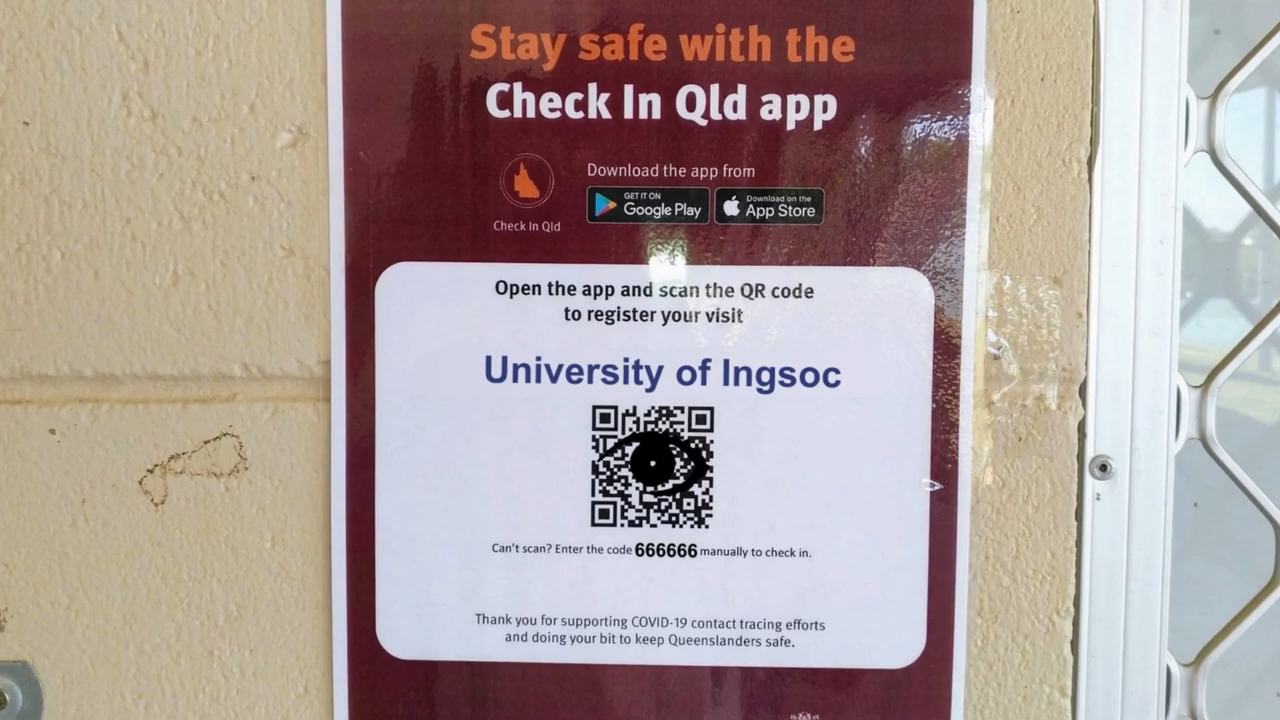 Stay safe with the
Check In Qld app
Download the app from
GET IT ON
Google Play
Download on the
App Store
Check In Qld
Open the app and scan the QR code
to register your visit
University of Ingsoc
Can't scan? Enter the code 666666 manually to check in.
Thank you for supporting COVID-19 contact tracing efforts
and doing your bit to keep Queenslanders safe.